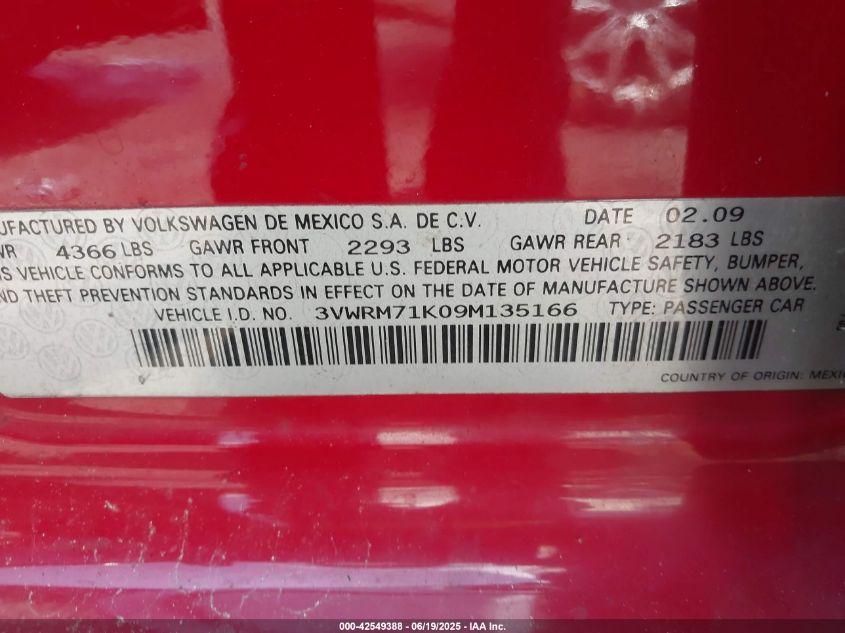 UFACTURED BY VOLKSWAGEN DE MEXICO S.A. DE C.V. DATE 02.09
WR 4366 LBS GAWR FRONT 2293 LBS GAWR REAR 2183 LBS
IS VEHICLE CONFORMS TO ALL APPLICABLE U.S. FEDERAL MOTOR VEHICLE SAFETY, BUMPER,
ND THEFT PREVENTION STANDARDS IN EFFECT ON THE DATE OF MANUFACTURE SHOWN ABOVE.
VEHICLE I.D. NO. 3VWRM71K09M135166 TYPE: PASSENGER CAR
COUNTRY OF ORIGIN: MEXI
000-42549388 - 06/19/2025 - IAA Inc.